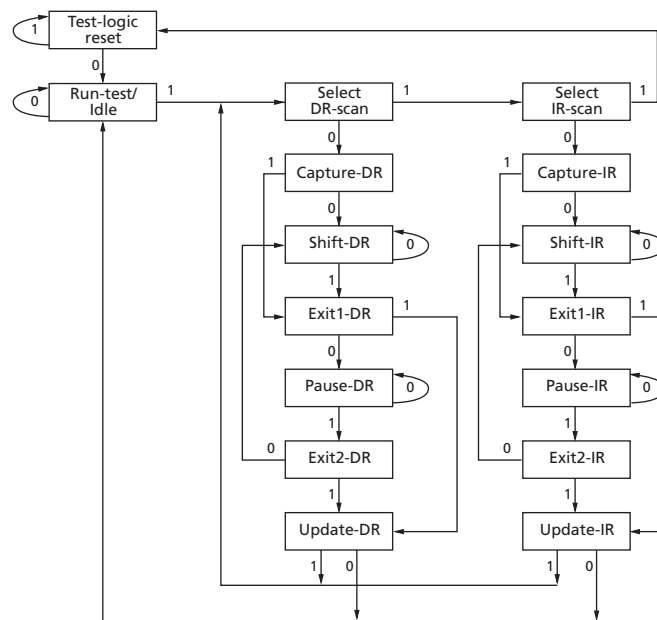 Test-logic
reset
1
0
Run-test/
Idle
0
1
Select
DR-scan
1
Select
IR-scan
1
0
0
1
Capture-DR
1
Capture-IR
0
0
Shift-DR
0
Shift-IR
0
1
1
Exit1-DR
1
Exit1-IR
1
0
0
Pause-DR
0
Pause-IR
0
1
1
0
Exit2-DR
0
Exit2-IR
1
1
Update-DR
Update-IR
1
0
1
0